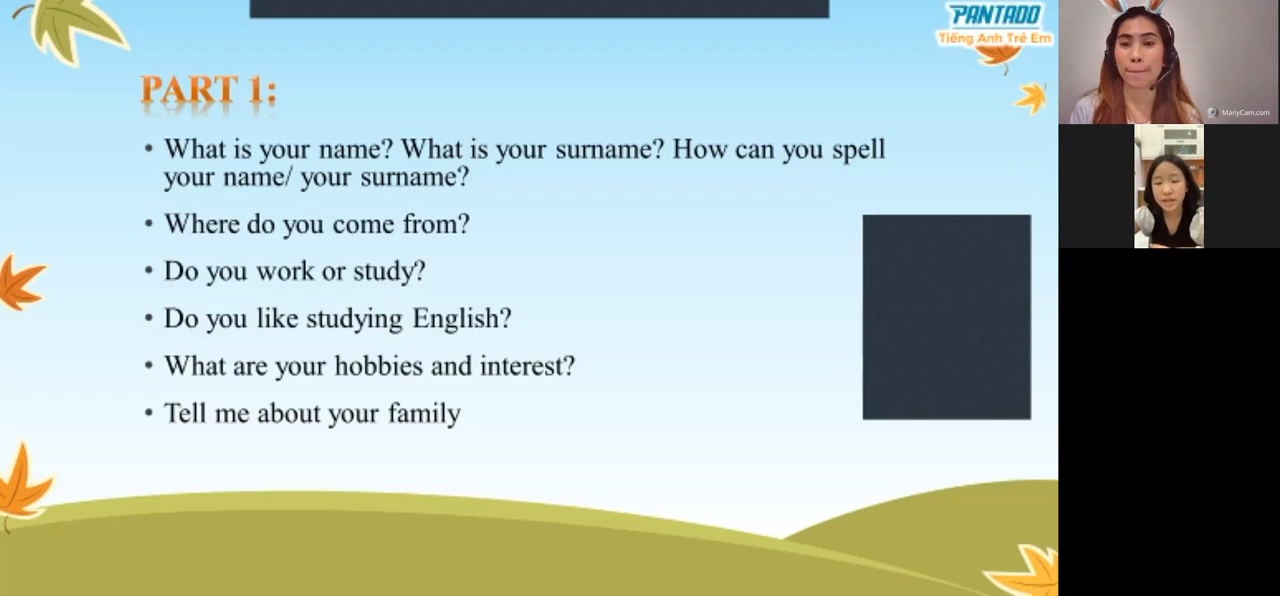 PANTADO
Tiếng Anh Trẻ Em
PART 1:
• What is your name? What is your surname? How can you spell
your name/ your surname?
• Where do you come from?
• Do you work or study?
• Do you like studying English?
• What are your hobbies and interest?
• Tell me about your family
ManyCam.com